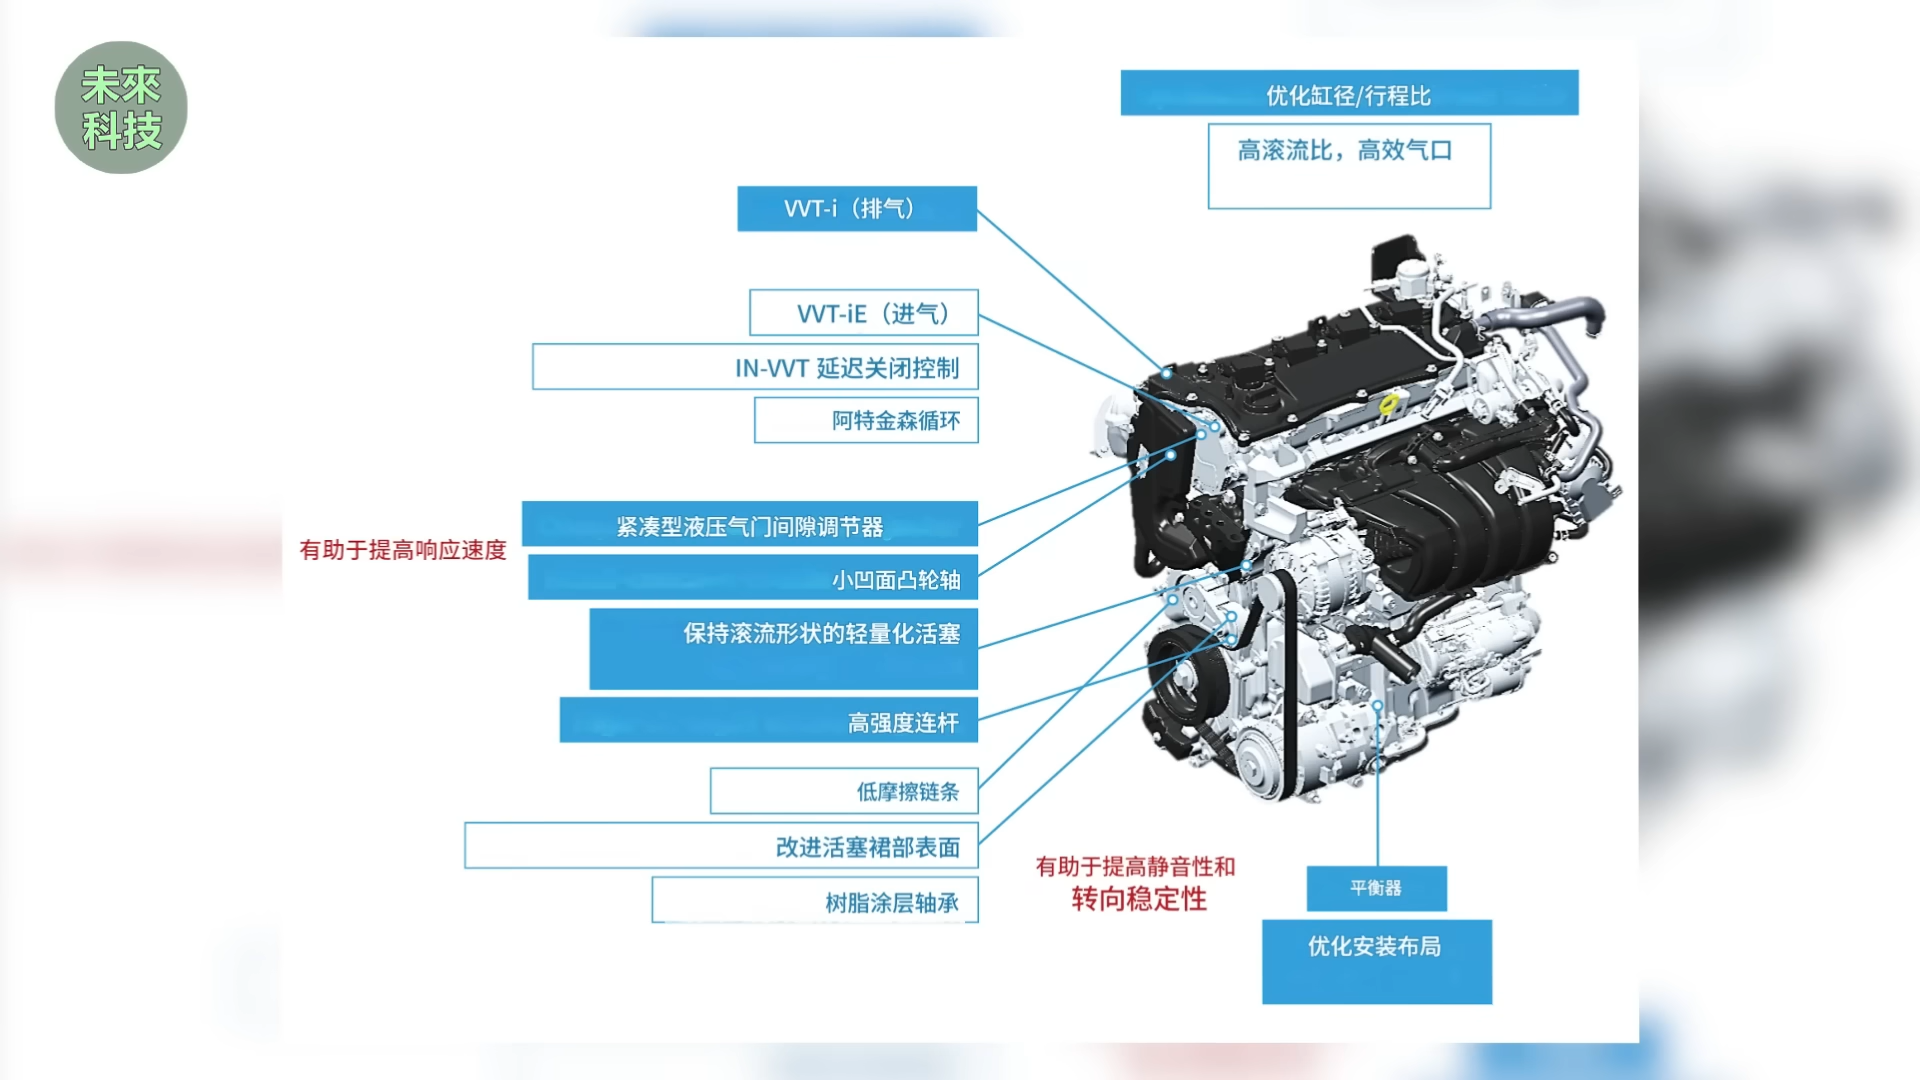 未來
科技
优化缸径/行程比
高滚流比，高效气口
VVT-i（排气）
VVT-iE（进气）
IN-VVT 延迟关闭控制
阿特金森循环
紧凑型液压气门间隙调节器
有助于提高响应速度
小凹面凸轮轴
保持滚流形状的轻量化活塞
高强度连杆
低摩擦链条
改进活塞裙部表面
树脂涂层轴承
有助于提高静音性和
转向稳定性
平衡器
优化安装布局